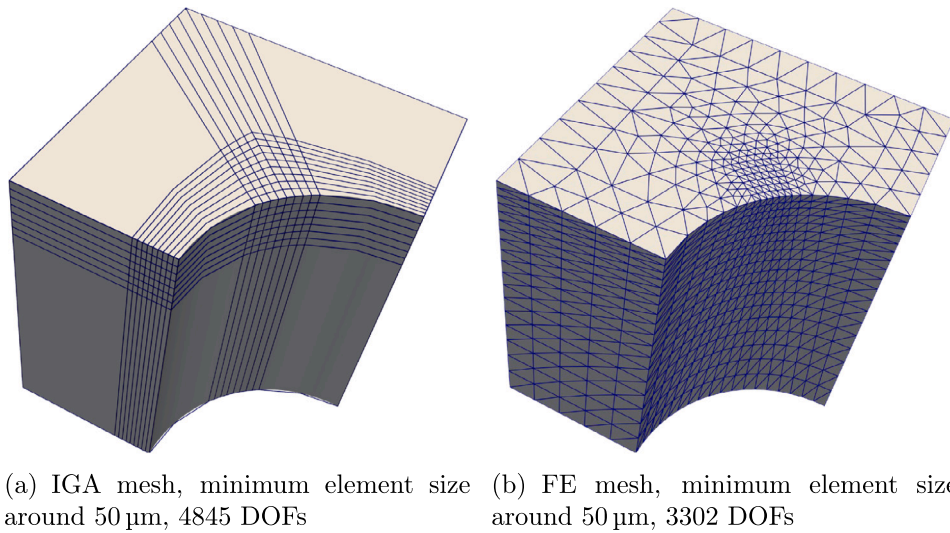 (a) IGA mesh, minimum element size
around 50 µm, 4845 DOFs
(b) FE mesh, minimum element size
around 50 µm, 3302 DOFs